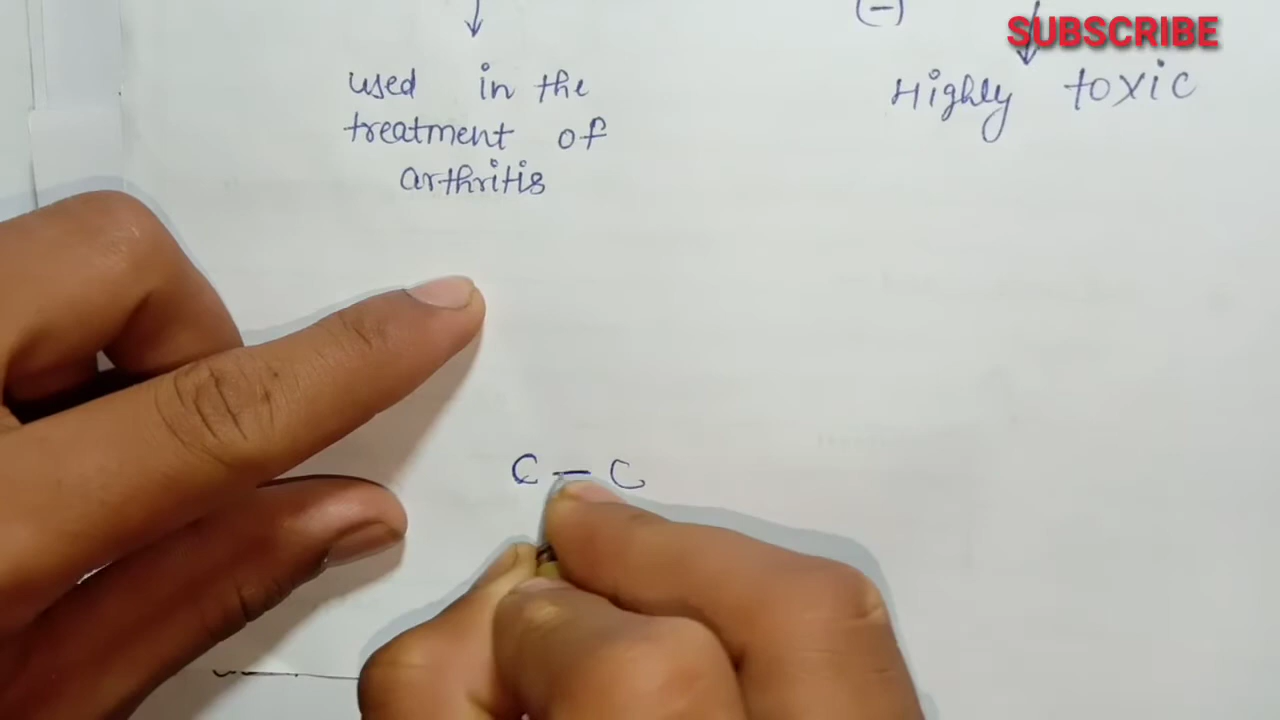 (-)
SUBSCRIBE
used in the
treatment of
arthritis
Highly toxic
C - C